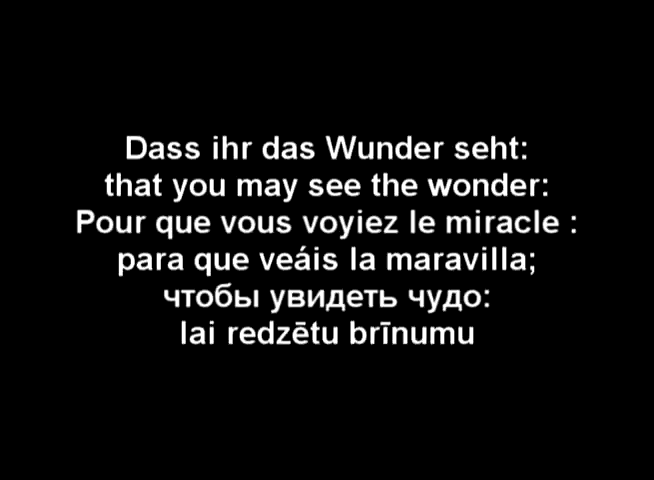 Dass ihr das Wunder seht:
that you may see the wonder:
Pour que vous voyiez le miracle :
para que veáis la maravilla;
чтобы увидеть чудо:
lai redzētu brīnumu